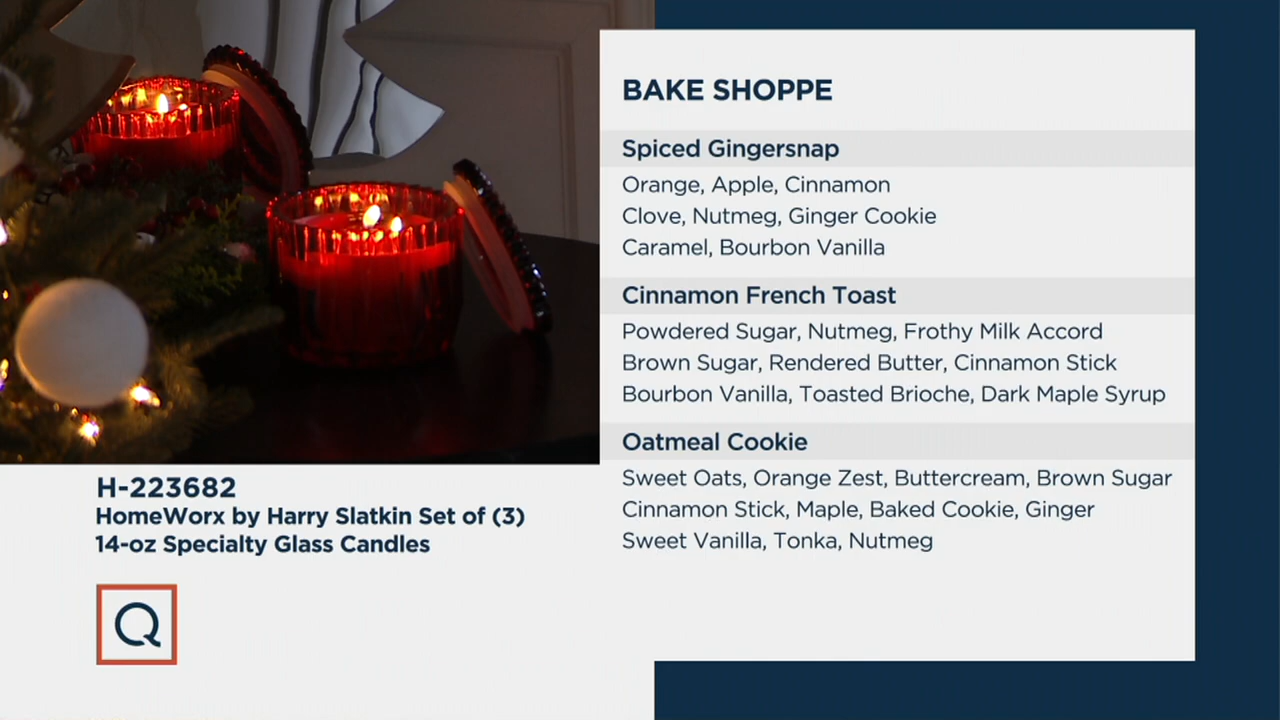 BAKE SHOPPE
Spiced Gingersnap
Orange, Apple, Cinnamon
Clove, Nutmeg, Ginger Cookie
Caramel, Bourbon Vanilla
Cinnamon French Toast
Powdered Sugar, Nutmeg, Frothy Milk Accord
Brown Sugar, Rendered Butter, Cinnamon Stick
Bourbon Vanilla, Toasted Brioche, Dark Maple Syrup
Oatmeal Cookie
Sweet Oats, Orange Zest, Buttercream, Brown Sugar
Cinnamon Stick, Maple, Baked Cookie, Ginger
Sweet Vanilla, Tonka, Nutmeg
H-223682
HomeWorx by Harry Slatkin Set of (3)
14-oz Specialty Glass Candles
Q